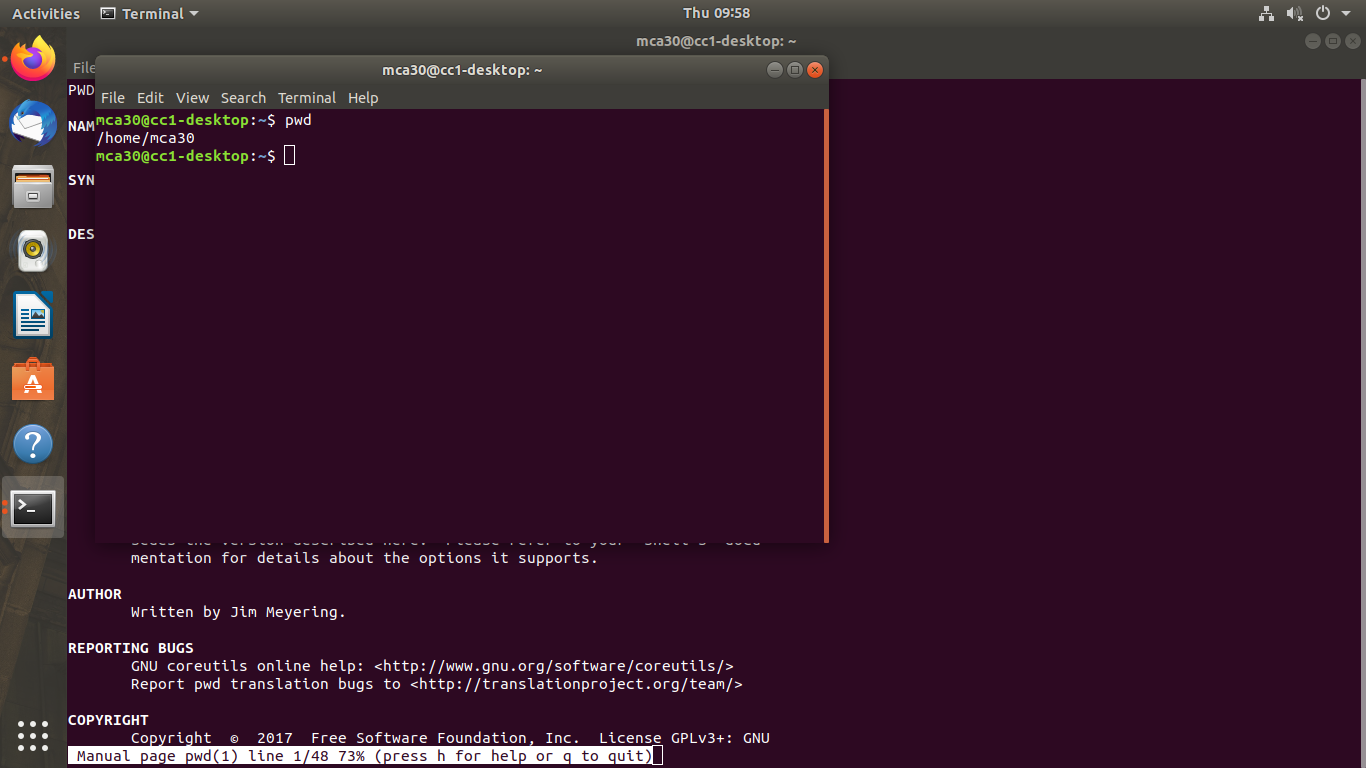 Activities Terminal Thu 09:58
mca30@cc1-desktop: ~
File
mca30@cc1-desktop: ~
File Edit View Search Terminal Help
mca30@cc1-desktop:~$ pwd
/home/mca30
mca30@cc1-desktop:~$
PWD
NAM
SYN
DES
mentation for details about the options it supports.
AUTHOR
Written by Jim Meyering.
REPORTING BUGS
GNU coreutils online help: <http://www.gnu.org/software/coreutils/>
Report pwd translation bugs to <http://translationproject.org/team/>
COPYRIGHT
Copyright © 2017 Free Software Foundation, Inc. License GPLv3+: GNU
Manual page pwd(1) line 1/48 73% (press h for help or q to quit)